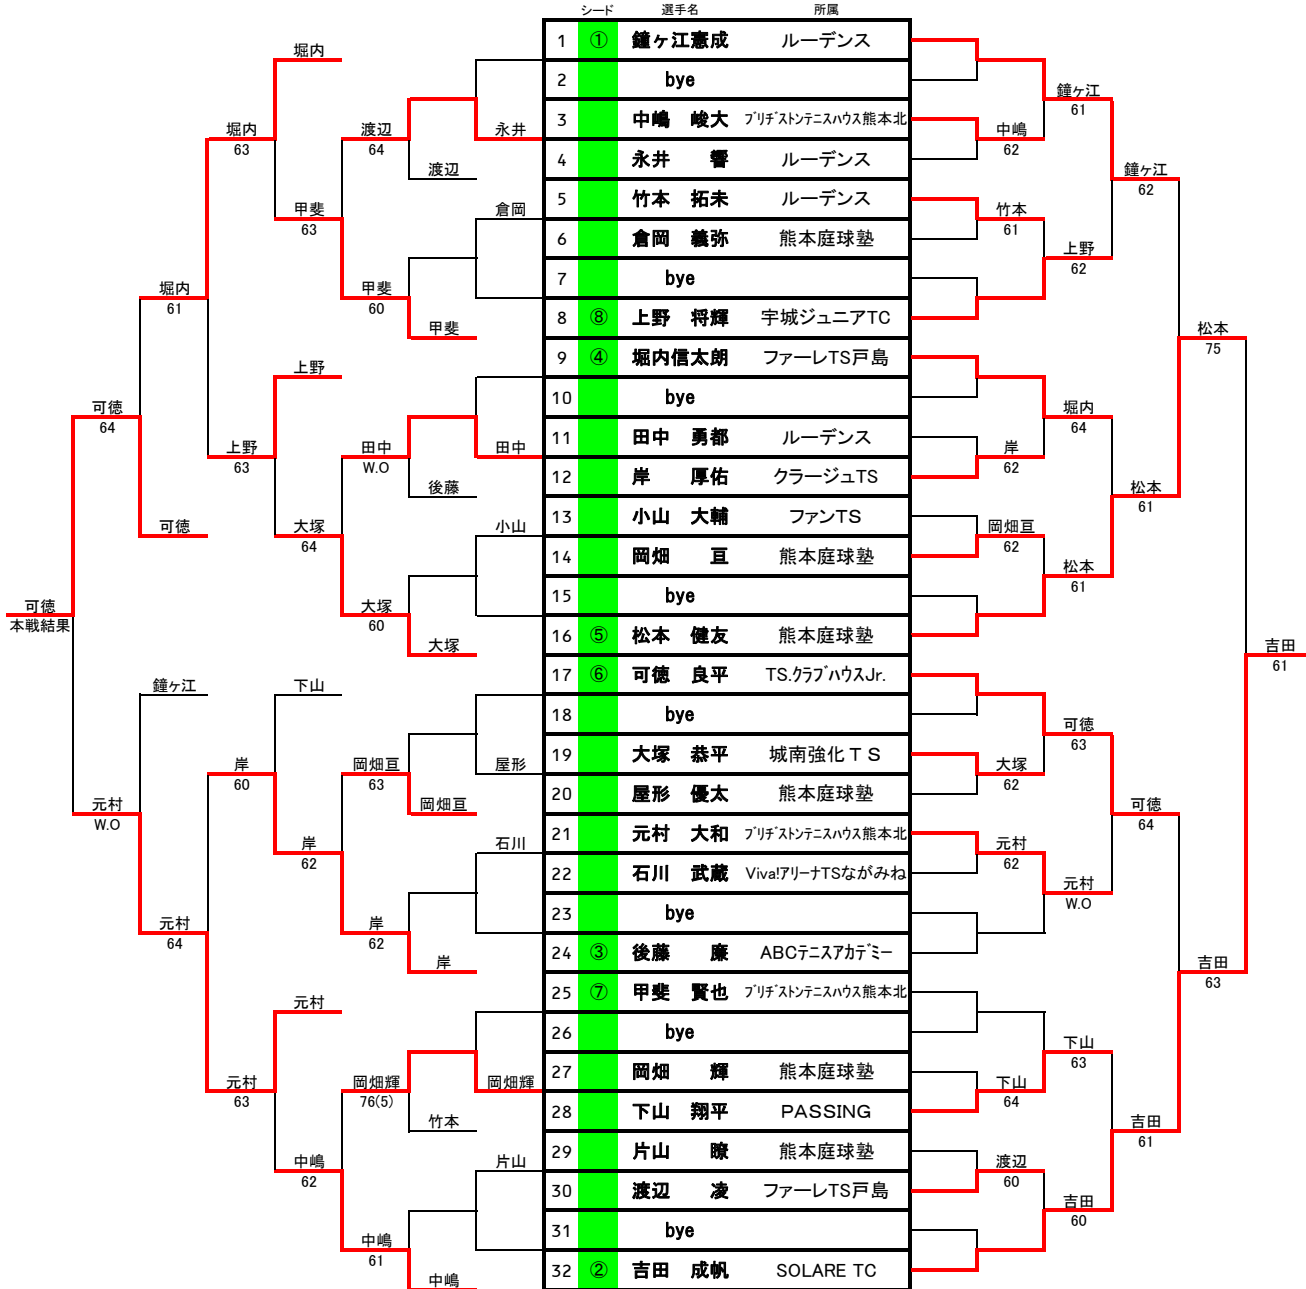 シード 選手名 所属
1 ① 鐘ヶ江憲成 ルーデンス
2 bye
3 中嶋 峻大 ブリヂストンテニスハウス熊本北
4 永井 響 ルーデンス
5 竹本 拓未 ルーデンス
6 倉岡 義弥 熊本庭球塾
7 bye
8 ⑧ 上野 将輝 宇城ジュニアTC
9 ④ 堀内信太朗 ファーレTS戸島
10 bye
11 田中 勇都 ルーデンス
12 岸 厚佑 クラージュTS
13 小山 大輔 ファンTS
14 岡畑 亘 熊本庭球塾
15 bye
16 ⑤ 松本 健友 熊本庭球塾
17 ⑥ 可徳 良平 TS.クラブハウスJr.
18 bye
19 大塚 恭平 城南強化TS
20 屋形 優太 熊本庭球塾
21 元村 大和 ブリヂストンテニスハウス熊本北
22 石川 武蔵 Viva!アリーナTSながみね
23 bye
24 ③ 後藤 廉 ABCテニスアカデミー
25 ⑦ 甲斐 賢也 ブリヂストンテニスハウス熊本北
26 bye
27 岡畑 輝 熊本庭球塾
28 下山 翔平 PASSING
29 片山 瞭 熊本庭球塾
30 渡辺 凌 ファーレTS戸島
31 bye
32 ② 吉田 成帆 SOLARE TC
中嶋
62
竹本
61
岸
62
岡畑亘
62
大塚
62
元村
62
下山
64
渡辺
60
鐘ヶ江
61
上野
62
堀内
64
松本
61
可徳
63
元村
W.O
下山
63
吉田
60
鐘ヶ江
62
松本
61
可徳
64
吉田
61
松本
75
吉田
63
吉田
61
永井
倉岡
田中
小山
屋形
石川
岡畑輝
片山
渡辺
甲斐
後藤
大塚
岡畑亘
岸
竹本
中嶋
渡辺
64
甲斐
60
田中
W.O
大塚
60
岡畑亘
63
岸
62
岡畑輝
76(5)
中嶋
61
堀内
甲斐
63
上野
大塚
64
下山
岸
62
元村
中嶋
62
堀内
63
上野
63
岸
60
元村
63
堀内
61
可徳
鐘ヶ江
元村
64
可徳
64
元村
W.O
可徳
本戦結果